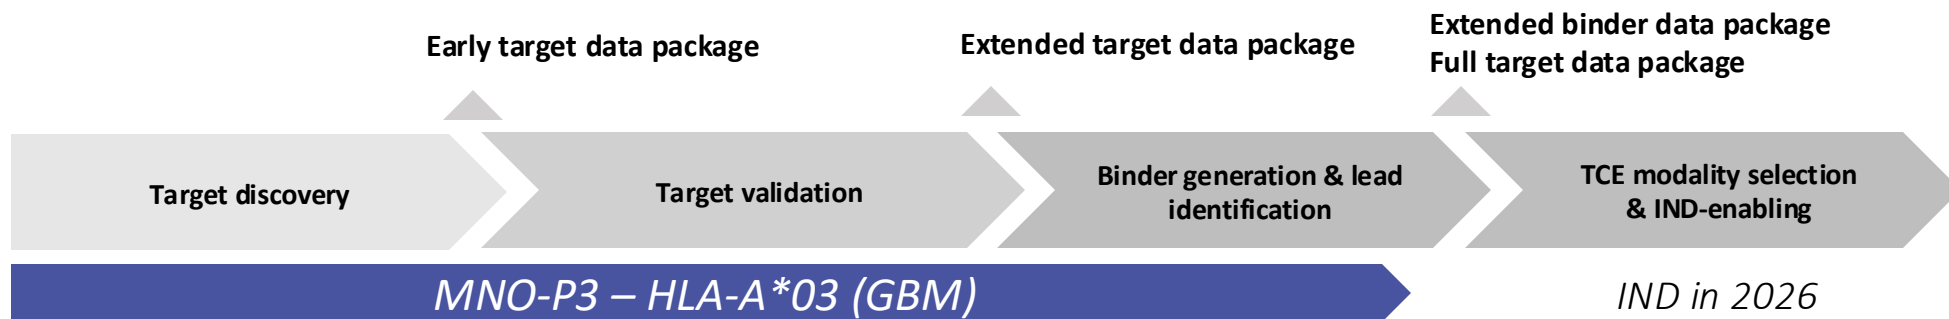 Early target data package
Extended target data package
Extended binder data package
Full target data package
Target discovery
Target validation
Binder generation & lead
identification
TCE modality selection
& IND-enabling
MNO-P3 – HLA-A*03 (GBM)
IND in 2026